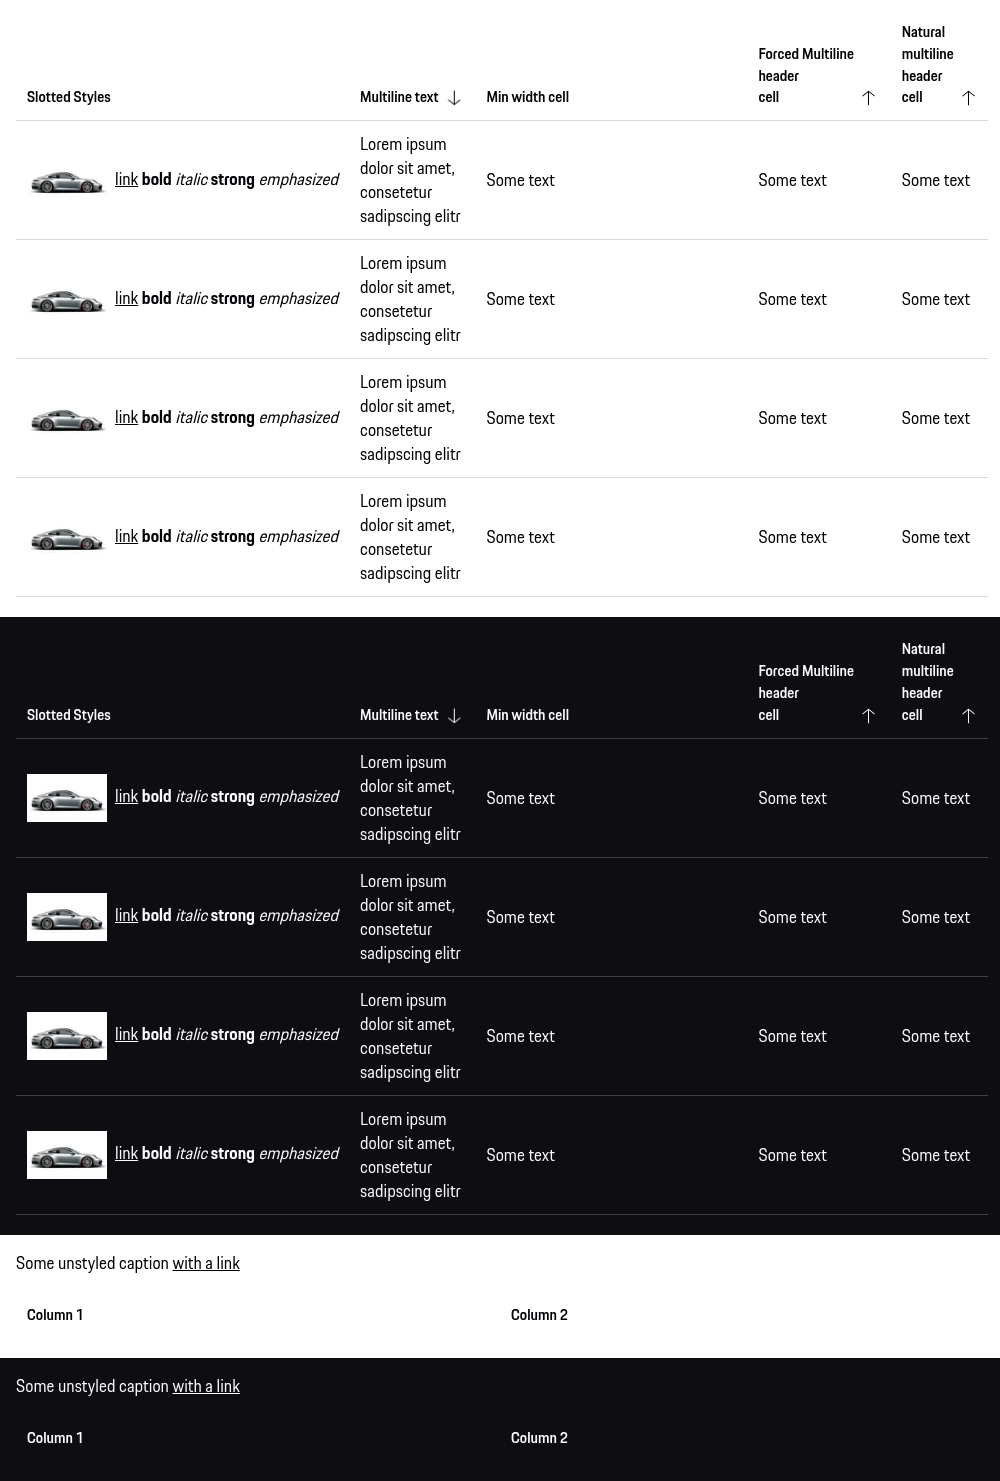 Slotted Styles Multiline text Min width cell Forced Multiline header cell Natural multiline header cell
link bold italic strong emphasized
Lorem ipsum
dolor sit amet,
consetetur
sadipscing elitr
Some text Some text Some text
link bold italic strong emphasized
Lorem ipsum
dolor sit amet,
consetetur
sadipscing elitr
Some text Some text Some text
link bold italic strong emphasized
Lorem ipsum
dolor sit amet,
consetetur
sadipscing elitr
Some text Some text Some text
link bold italic strong emphasized
Lorem ipsum
dolor sit amet,
consetetur
sadipscing elitr
Some text Some text Some text
Slotted Styles Multiline text Min width cell Forced Multiline header cell Natural multiline header cell
link bold italic strong emphasized
Lorem ipsum
dolor sit amet,
consetetur
sadipscing elitr
Some text Some text Some text
link bold italic strong emphasized
Lorem ipsum
dolor sit amet,
consetetur
sadipscing elitr
Some text Some text Some text
link bold italic strong emphasized
Lorem ipsum
dolor sit amet,
consetetur
sadipscing elitr
Some text Some text Some text
link bold italic strong emphasized
Lorem ipsum
dolor sit amet,
consetetur
sadipscing elitr
Some text Some text Some text
Some unstyled caption with a link
Column 1 Column 2
Some unstyled caption with a link
Column 1 Column 2